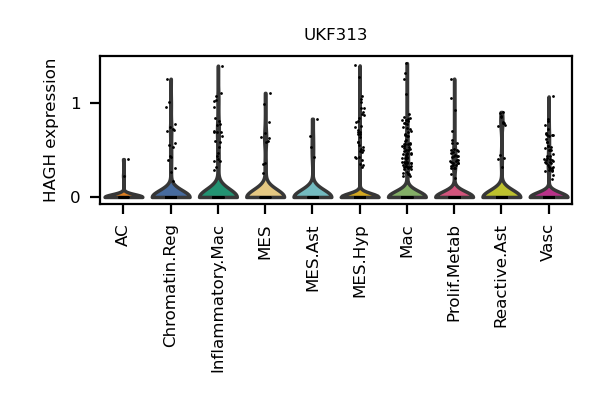 UKF313
HAGH expression
1
0
AC
Chromatin.Reg
Inflammatory.Mac
MES
MES.Ast
MES.Hyp
Mac
Prolif.Metab
Reactive.Ast
Vasc